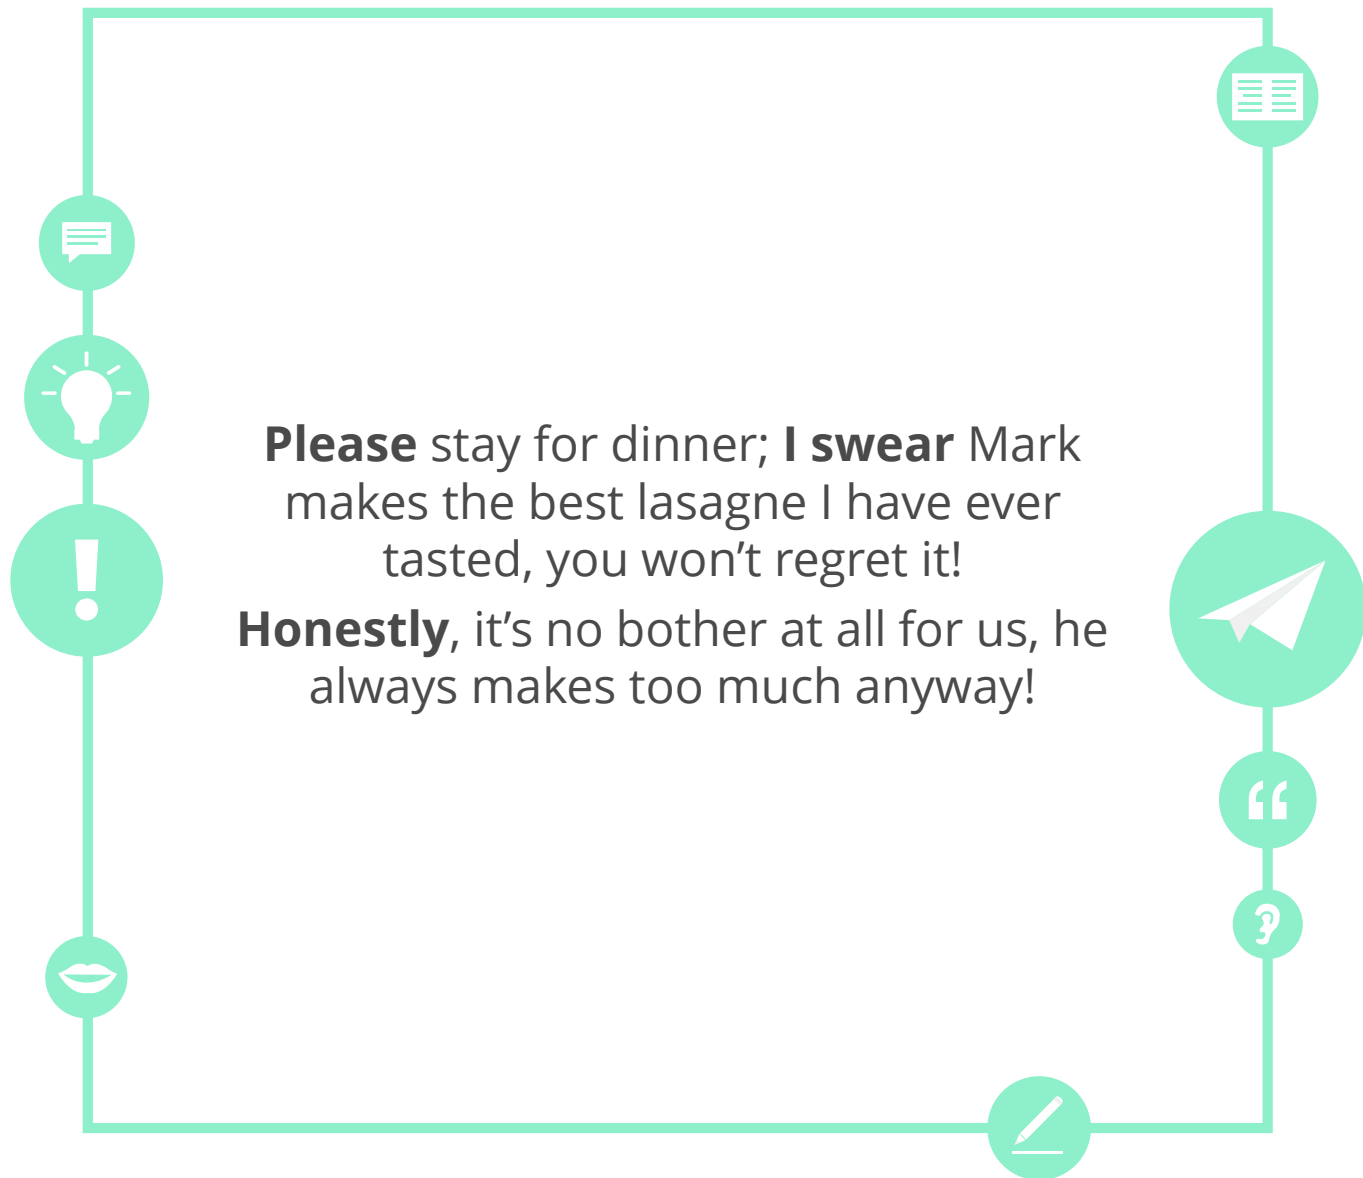 Please stay for dinner; I swear Mark
makes the best lasagne I have ever
tasted, you won’t regret it!
Honestly, it’s no bother at all for us, he
always makes too much anyway!